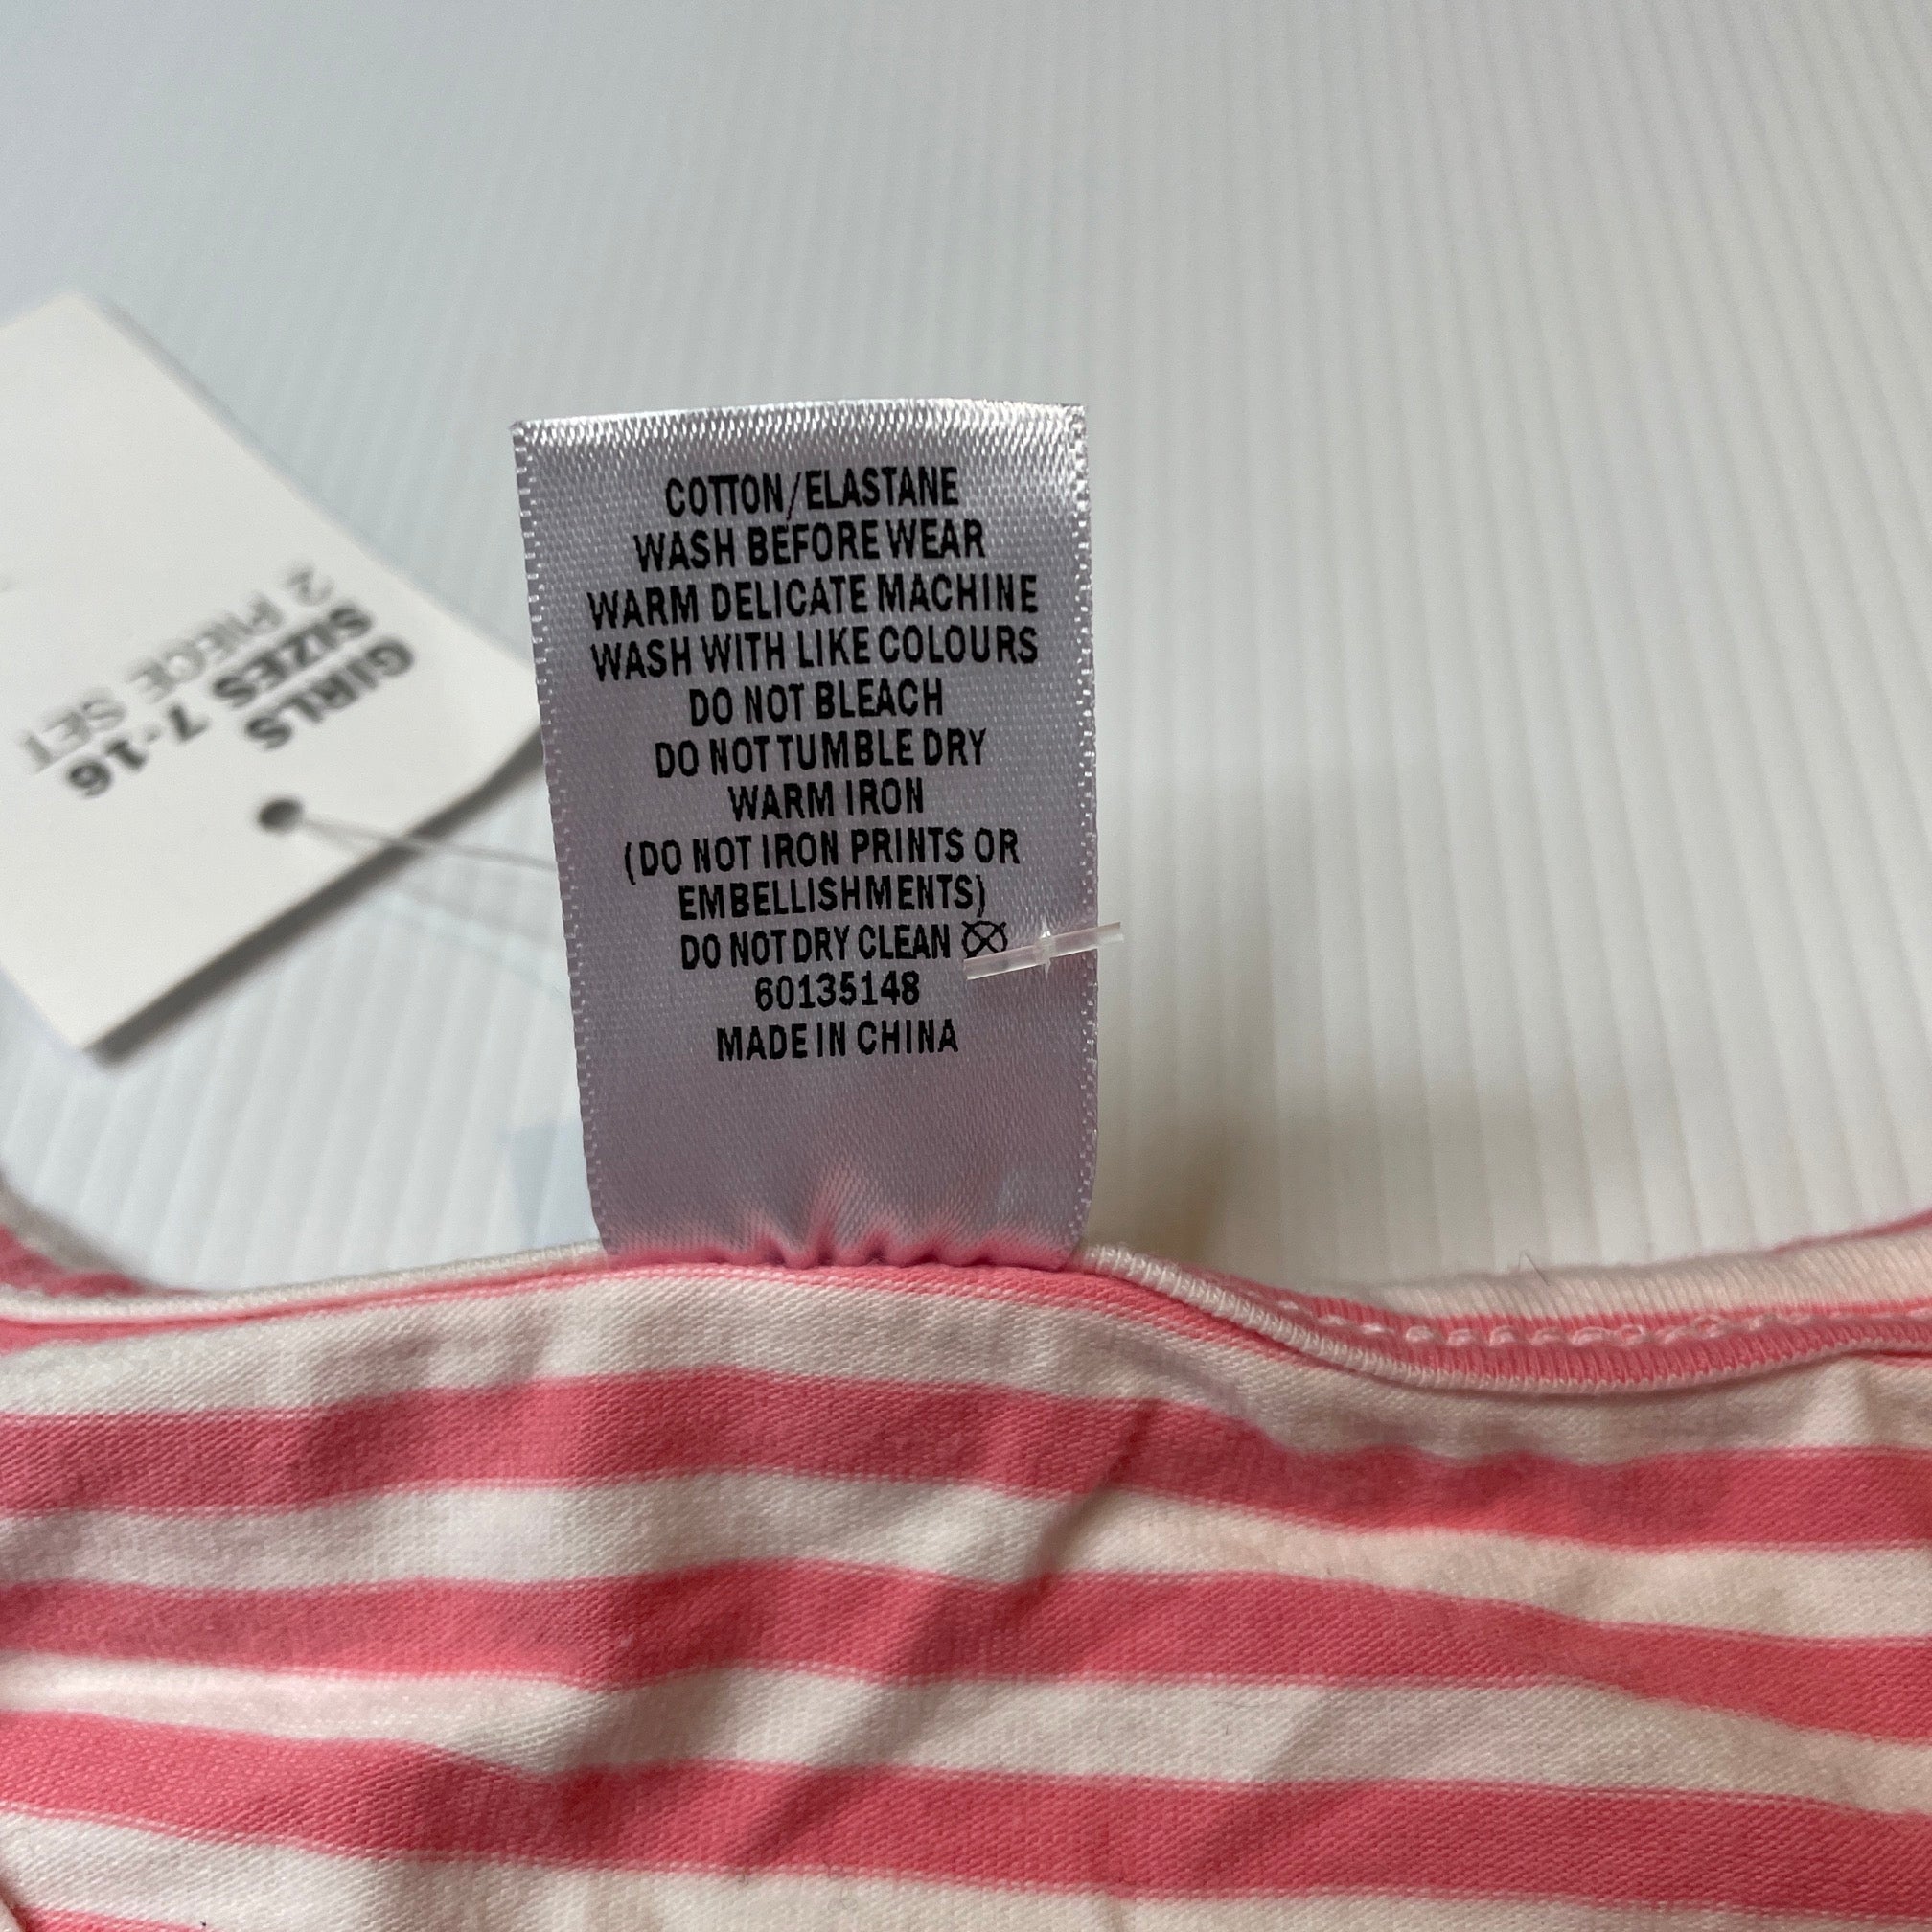 COTTON/ELASTANE
WASH BEFORE WEAR
WARM DELICATE MACHINE
WASH WITH LIKE COLOURS
DO NOT BLEACH
DO NOT TUMBLE DRY
WARM IRON
(DO NOT IRON PRINTS OR
EMBELLISHMENTS)
DO NOT DRY CLEAN
60135148
MADE IN CHINA
GIRLS
SIZES 7-16
2 PIECE SET